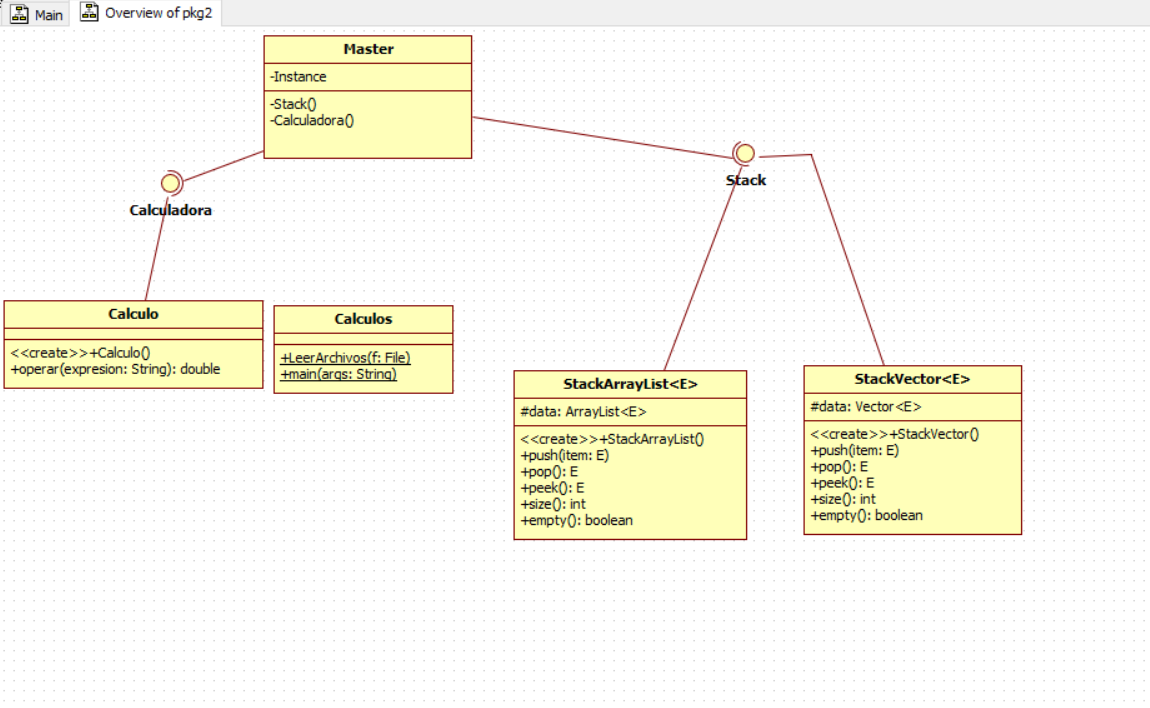 Main
Overview of pkg2
Master
-Instance
-Stack()
-Calculadora()
Calculadora
Stack
Calculo
<<create>>+Calculo()
+operar(expresion: String): double
Calculos
+LeerArchivos(f: File)
+main(args: String)
StackArrayList<E>
#data: ArrayList<E>
<<create>>+StackArrayList()
+push(item: E)
+pop(): E
+peek(): E
+size(): int
+empty(): boolean
StackVector<E>
#data: Vector<E>
<<create>>+StackVector()
+push(item: E)
+pop(): E
+peek(): E
+size(): int
+empty(): boolean